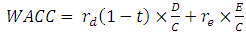 WACC = r_d(1 − t) × D/C + r_e × E/C